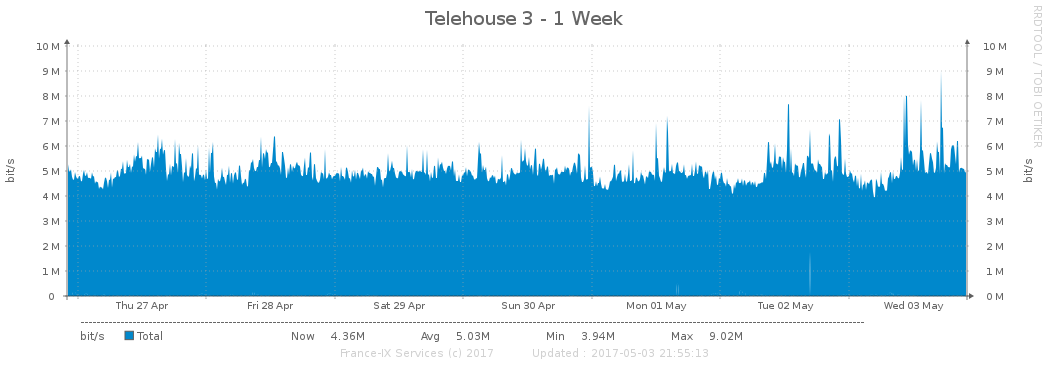 Telehouse 3 - 1 Week
RRDTOOL / TOBI OETIKER
10 M 10 M
9 M 9 M
8 M 8 M
7 M 7 M
6 M 6 M
5 M 5 M
4 M 4 M
3 M 3 M
2 M 2 M
1 M 1 M
0 0 M
bit/s
bit/s
Thu 27 Apr Fri 28 Apr Sat 29 Apr Sun 30 Apr Mon 01 May Tue 02 May Wed 03 May
bit/s Total Now 4.36M Avg 5.03M Min 3.94M Max 9.02M
France-IX Services (c) 2017 Updated : 2017-05-03 21:55:13